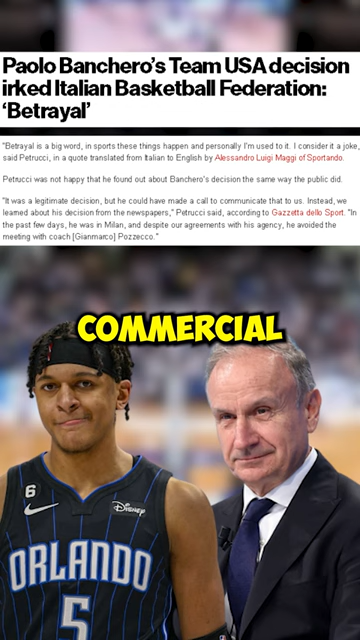 Paolo Banchero's Team USA decision
irked Italian Basketball Federation:
'Betrayal'
"Betrayal is a big word, in sports these things happen and personally I'm used to it. I consider it a joke,
said Petrucci, in a quote translated from Italian to English by Alessandro Luigi Maggi of Sportando.
Petrucci was not happy that he found out about Banchero's decision the same way the public did.
"It was a legitimate decision, but he could have made a call to communicate that to us. Instead, we
learned about his decision from the newspapers," Petrucci said, according to Gazzetta dello Sport. "In
the past few days, he was in Milan, and despite our agreements with his agency, he avoided the
meeting with coach [Gianmarco] Pozzecco."
COMMERCIAL
6
Disney
ORLANDO
5